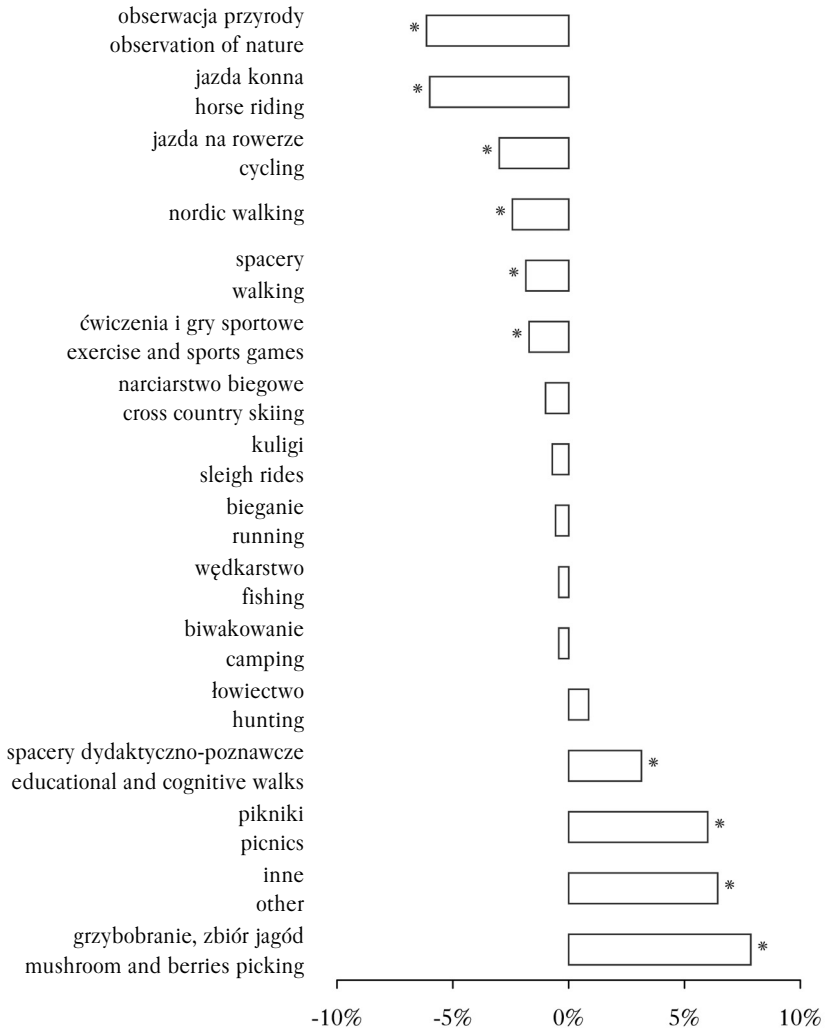 obserwacja przyrody
observation of nature
*
jazda konna
horse riding
*
jazda na rowerze
cycling
*
nordic walking
*
spacery
walking
*
ćwiczenia i gry sportowe
exercise and sports games
*
narciarstwo biegowe
cross country skiing
kuligi
sleigh rides
bieganie
running
wędkarstwo
fishing
biwakowanie
camping
łowiectwo
hunting
spacery dydaktyczno-poznawcze
educational and cognitive walks
*
pikniki
picnics
*
inne
other
*
grzybobranie, zbiór jagód
mushroom and berries picking
*
-10% -5% 0% 5% 10%